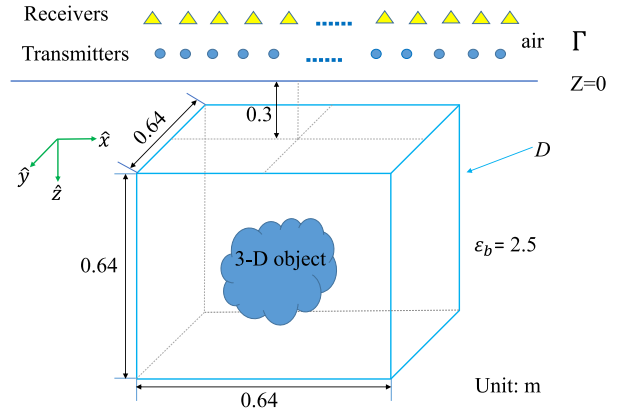 Receivers
Transmitters
air
Γ
Z=0
0.3
0.64
x̂
ŷ
ẑ
D
3-D object
ε_b = 2.5
0.64
0.64
Unit: m